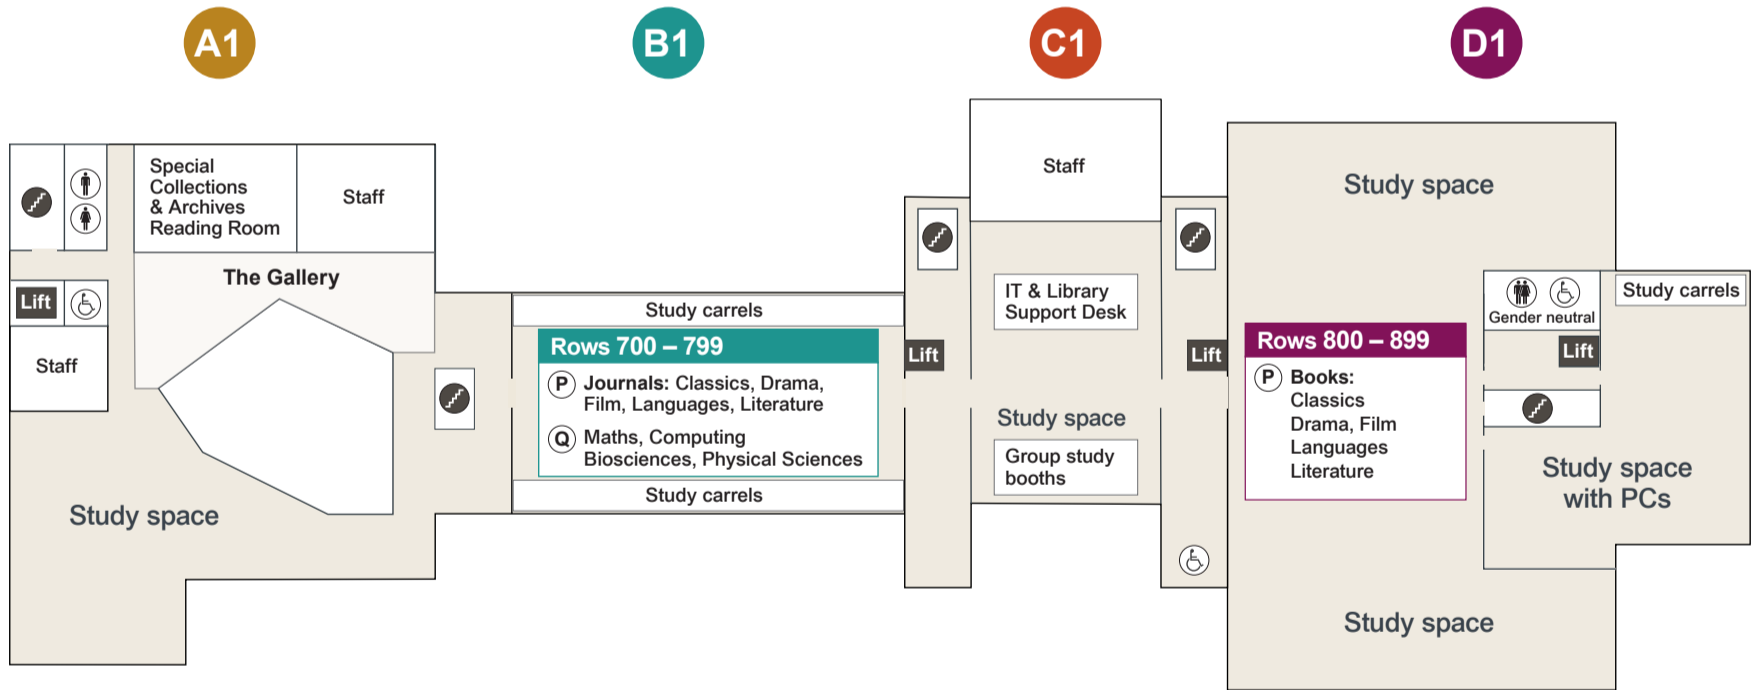 A1
B1
C1
D1
Special
Collections
& Archives
Reading Room
Staff
The Gallery
Lift
Staff
Study space
Study carrels
Rows 700 – 799
P Journals: Classics, Drama,
Film, Languages, Literature
Q Maths, Computing
Biosciences, Physical Sciences
Study carrels
Staff
IT & Library
Support Desk
Lift
Lift
Study space
Group study
booths
Study space
Rows 800 – 899
P Books:
Classics
Drama, Film
Languages
Literature
Gender neutral
Study carrels
Lift
Study space
with PCs
Study space